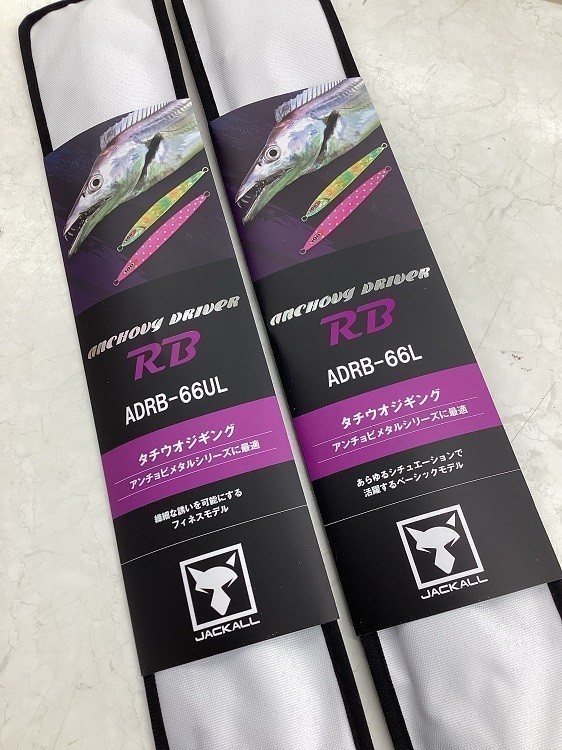 ANCHOVY DRIVER
RB
ADRB-66UL
タチウオジギング
アンチョビメタルシリーズに最適
繊細な誘いを可能にする
フィネスモデル
JACKALL
ANCHOVY DRIVER
RB
ADRB-66L
タチウオジギング
アンチョビメタルシリーズに最適
あらゆるシチュエーションで
活躍するベーシックモデル
JACKALL